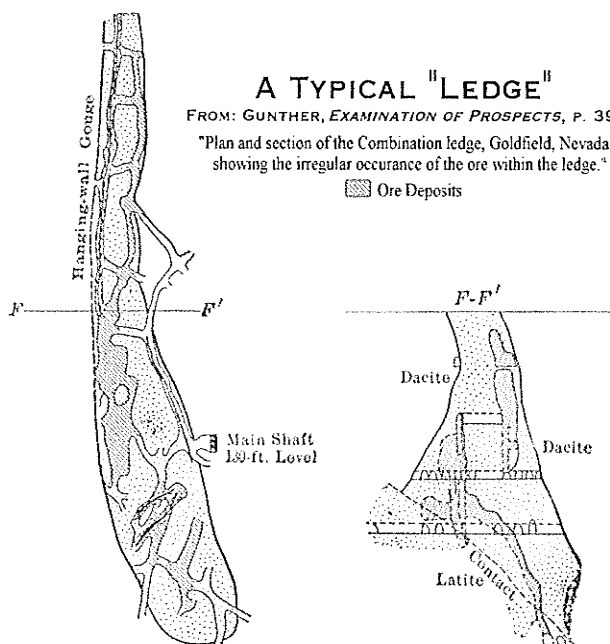 A TYPICAL "LEDGE"
FROM: GUNTHER, EXAMINATION OF PROSPECTS, P. 39
"Plan and section of the Combination ledge, Goldfield, Nevada
showing the irregular occurance of the ore within the ledge."
Ore Deposits
Hanging-wall Gouge
F F'
Main Shaft
130-ft. Level
F-F'
Dacite
Dacite
Contact
Latite